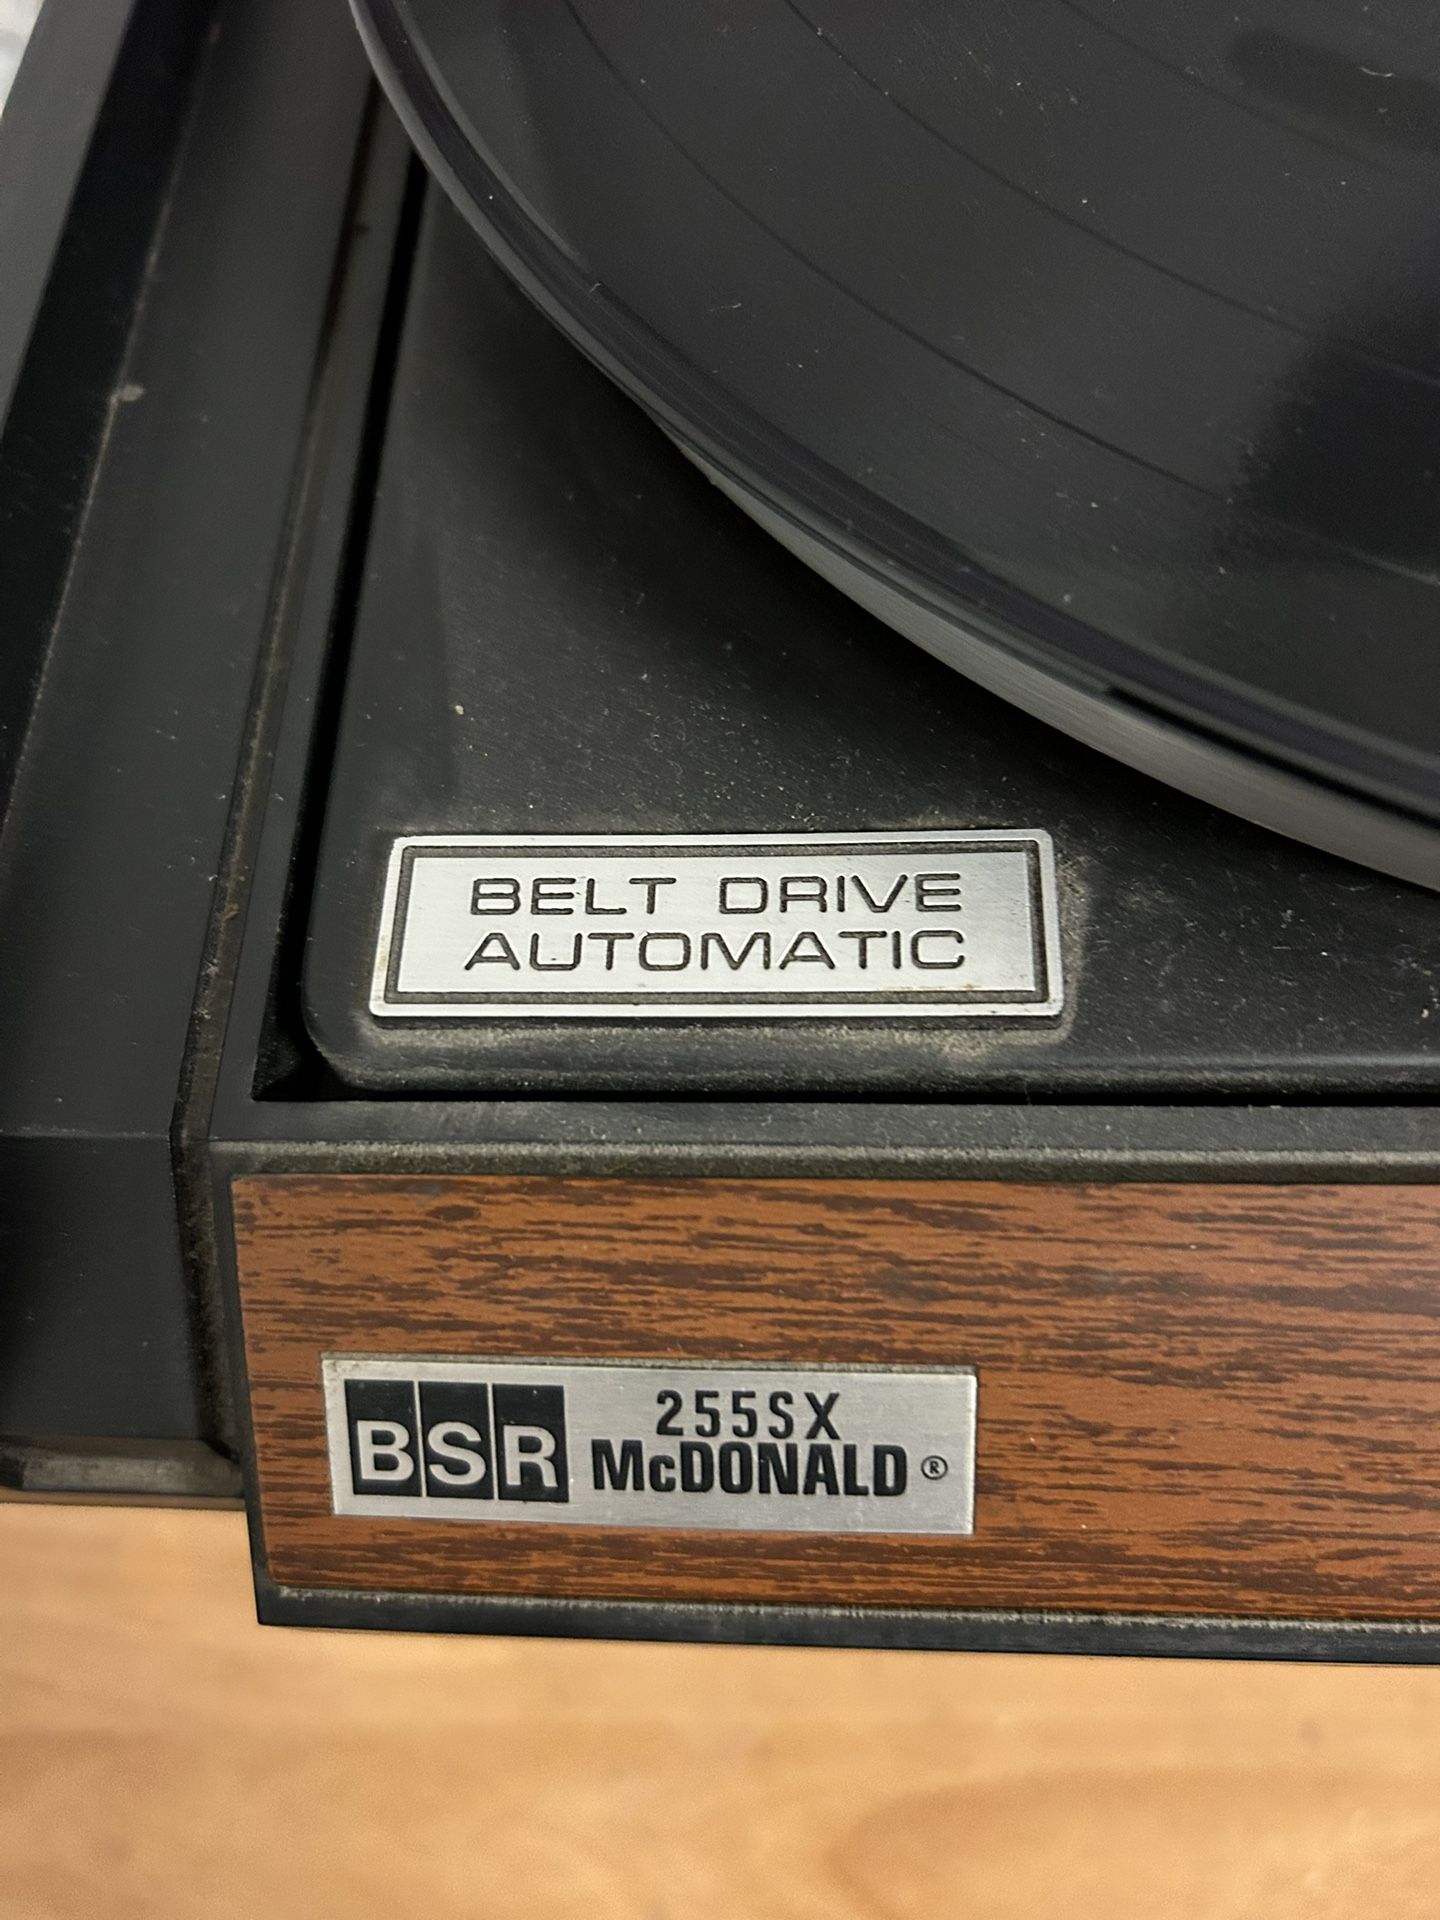 BELT DRIVE
AUTOMATIC
BSR 255SX
McDONALD®